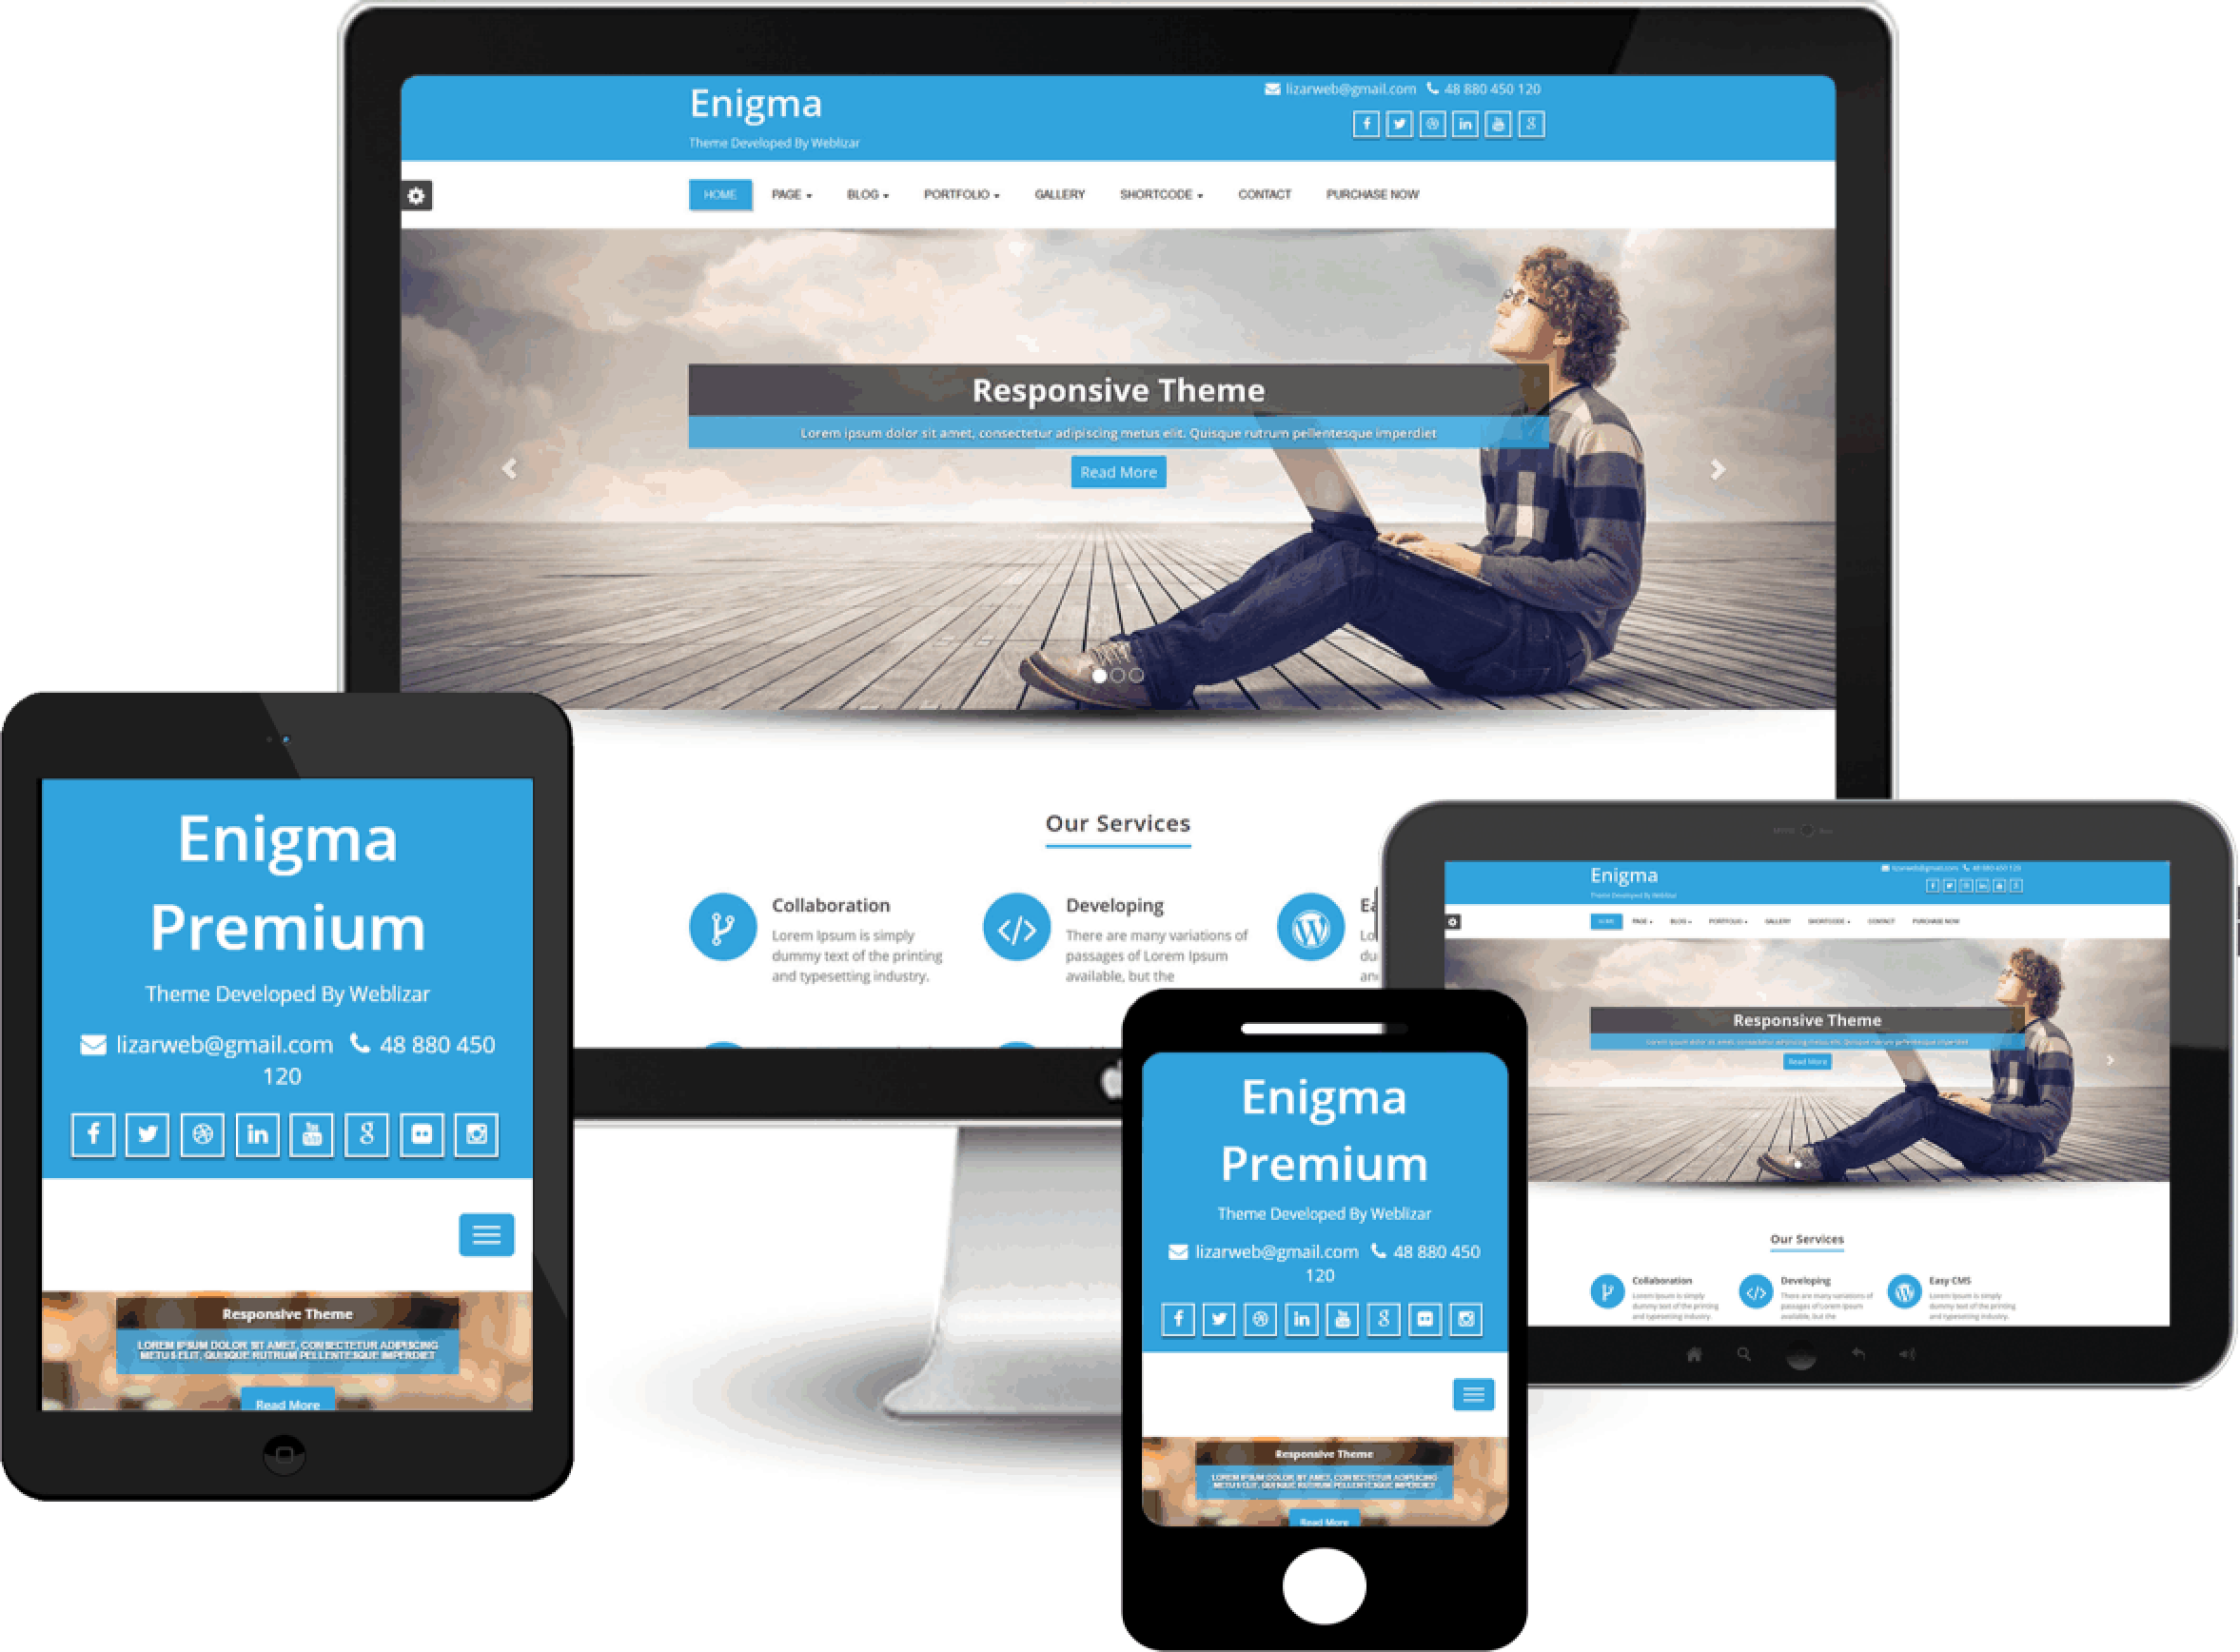 Enigma
Theme Developed By Weblizar
lizarweb@gmail.com 48 880 450 120
HOME PAGE BLOG PORTFOLIO GALLERY SHORTCODE CONTACT PURCHASE NOW
Responsive Theme
Lorem ipsum dolor sit amet, consectetur adipiscing metus elit. Quisque rutrum pellentesque imperdiet
Read More
Our Services
Collaboration
Lorem Ipsum is simply
dummy text of the printing
and typesetting industry.
Developing
There are many variations of
passages of Lorem Ipsum
available, but the
Enigma
Premium
Theme Developed By Weblizar
lizarweb@gmail.com 48 880 450
120
Responsive Theme
LOREM IPSUM DOLOR SIT AMET, CONSECTETUR ADIPISCING
METUS ELIT, QUISQUE RUTRUM PELLENTESQUE IMPERDIET
Read More
Enigma
Premium
Theme Developed By Weblizar
lizarweb@gmail.com 48 880 450
120
Responsive Theme
LOREM IPSUM DOLOR SIT AMET, CONSECTETUR ADIPISCING
METUS ELIT, QUISQUE RUTRUM PELLENTESQUE IMPERDIET
Read More
Enigma
Theme Developed By Weblizar
lizarweb@gmail.com 48 880 450 120
HOME PAGE BLOG PORTFOLIO GALLERY SHORTCODE CONTACT PURCHASE NOW
Responsive Theme
Lorem ipsum dolor sit amet, consectetur adipiscing metus elit. Quisque rutrum pellentesque imperdiet
Read More
Our Services
Collaboration
Lorem Ipsum is simply
dummy text of the printing
and typesetting industry.
Developing
There are many variations of
passages of Lorem Ipsum
available, but the
Easy CMS
Lorem Ipsum is simply
dummy text of the printing
and typesetting industry.